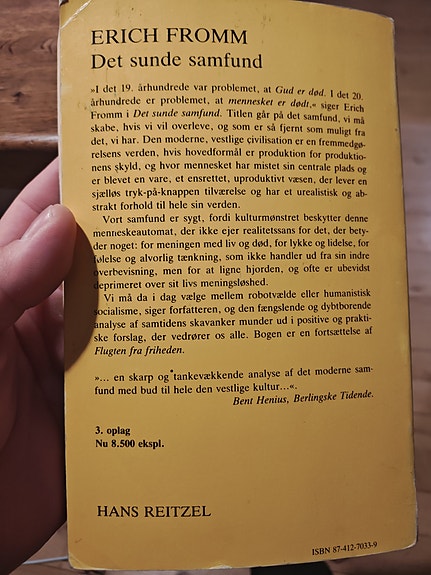 ERICH FROMM
Det sunde samfund
»I det 19. århundrede var problemet, at Gud er død. I det 20.
århundrede er problemet, at mennesket er dødt,« siger Erich
Fromm i Det sunde samfund. Titlen går på det samfund, vi må
skabe, hvis vi vil overleve, og som er så fjernt som muligt fra
det, vi har. Den moderne, vestlige civilisation er en fremmedgø-
relsens verden, hvis hovedformål er produktion for produktio-
nens skyld, og hvor mennesket har mistet sin centrale plads og
er blevet en vare, et ensrettet, uproduktivt væsen, der lever en
sjælløs tryk-på-knappen tilværelse og har et urealistisk og ab-
strakt forhold til hele sin verden.
Vort samfund er sygt, fordi kulturmønstret beskytter denne
menneskeautomat, der ikke ejer realitetssans for det, der bety-
der noget: for meningen med liv og død, for lykke og lidelse, for
følelse og alvorlig tænkning, som ikke handler ud fra sin indre
overbevisning, men for at ligne hjorden, og ofte er ubevidst
deprimeret over sit livs meningsløshed.
Vi må da i dag vælge mellem robotvælde eller humanistisk
socialisme, siger forfatteren, og den fængslende og dybtborende
analyse af samtidens skavanker munder ud i positive og prakti-
ske forslag, der vedrører os alle. Bogen er en fortsættelse af
Flugten fra friheden.
»... en skarp og tankevækkende analyse af det moderne sam-
fund med bud til hele den vestlige kultur...«.
Bent Henius, Berlingske Tidende.
3. oplag
Nu 8.500 ekspl.
HANS REITZEL
ISBN 87-412-7033-9